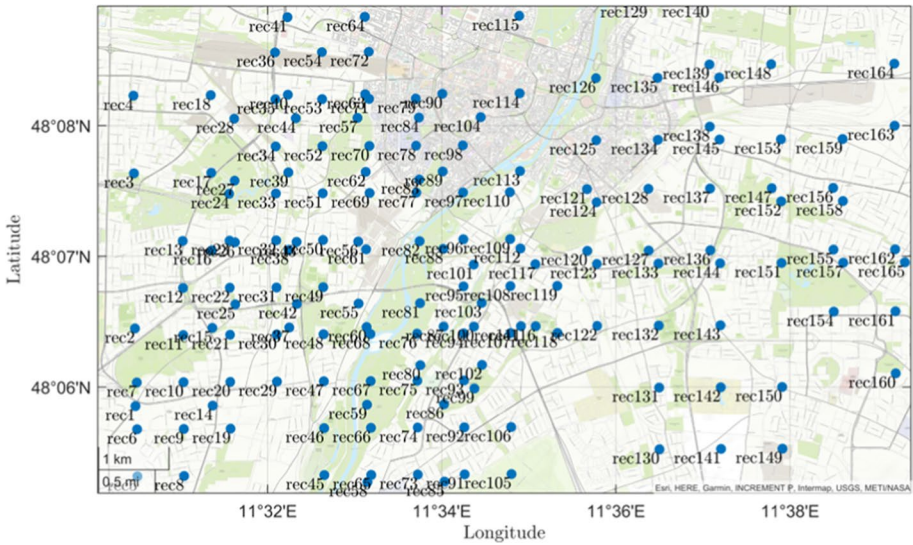 rec129 rec140
rec41 rec64 rec115
rec36 rec54 rec72
rec139 rec148 rec164
rec126 rec135 rec146
rec4 rec18 rec53 rec90 rec114
rec28 rec44 rec57 rec84 rec104
48°08'N
rec138 rec163
rec34 rec52 rec70 rec78 rec98 rec125 rec134 rec145 rec153 rec159
rec3 rec17 rec39 rec62 rec89 rec113
rec27
rec24 rec33 rec51 rec69 rec77 rec97 rec110 rec121 rec128 rec137 rec147 rec156
rec124 rec152 rec158
48°07'N
rec13 rec50 rec56 rec82 rec96 rec109
rec61 rec88 rec112 rec120 rec127 rec136 rec155 rec162
rec101 rec117 rec123 rec133 rec144 rec151 rec157 rec165
rec12 rec22 rec31 rec49 rec95 rec108 rec119
rec25 rec42 rec55 rec81 rec103
rec154 rec161
rec2 rec15 rec122 rec132 rec143
rec11 rec21 rec30 rec48 rec68 rec76 rec118
48°06'N
rec80 rec102
rec160
rec7 rec10 rec20 rec29 rec47 rec67 rec75 rec93
rec99
rec131 rec142 rec150
rec1 rec14 rec59 rec86
rec6 rec9 rec19 rec46 rec66 rec74 rec92 rec106
rec130 rec141 rec149
1 km
0.5 mi
rec5 rec8 rec45 rec65 rec73 rec91 rec105
rec58 rec85
Esri, HERE, Garmin, INCREMENT P, Intermap, USGS, METI/NASA
11°32'E 11°34'E 11°36'E 11°38'E
Longitude
Latitude